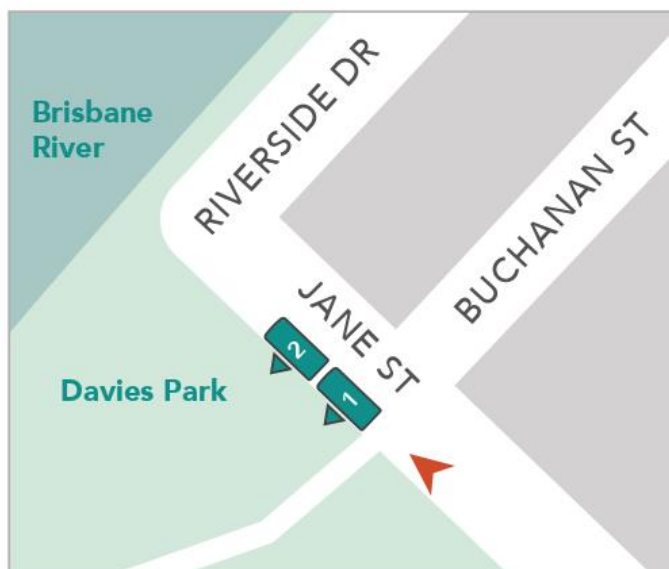 Brisbane
River
RIVERSIDE DR
BUCHANAN ST
JANE ST
2
1
Davies Park